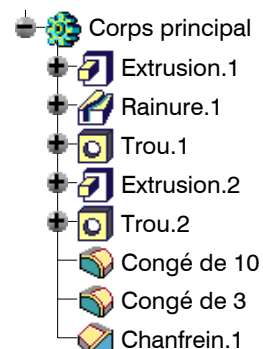 Corps principal
Extrusion.1
Rainure.1
Trou.1
Extrusion.2
Trou.2
Congé de 10
Congé de 3
Chanfrein.1